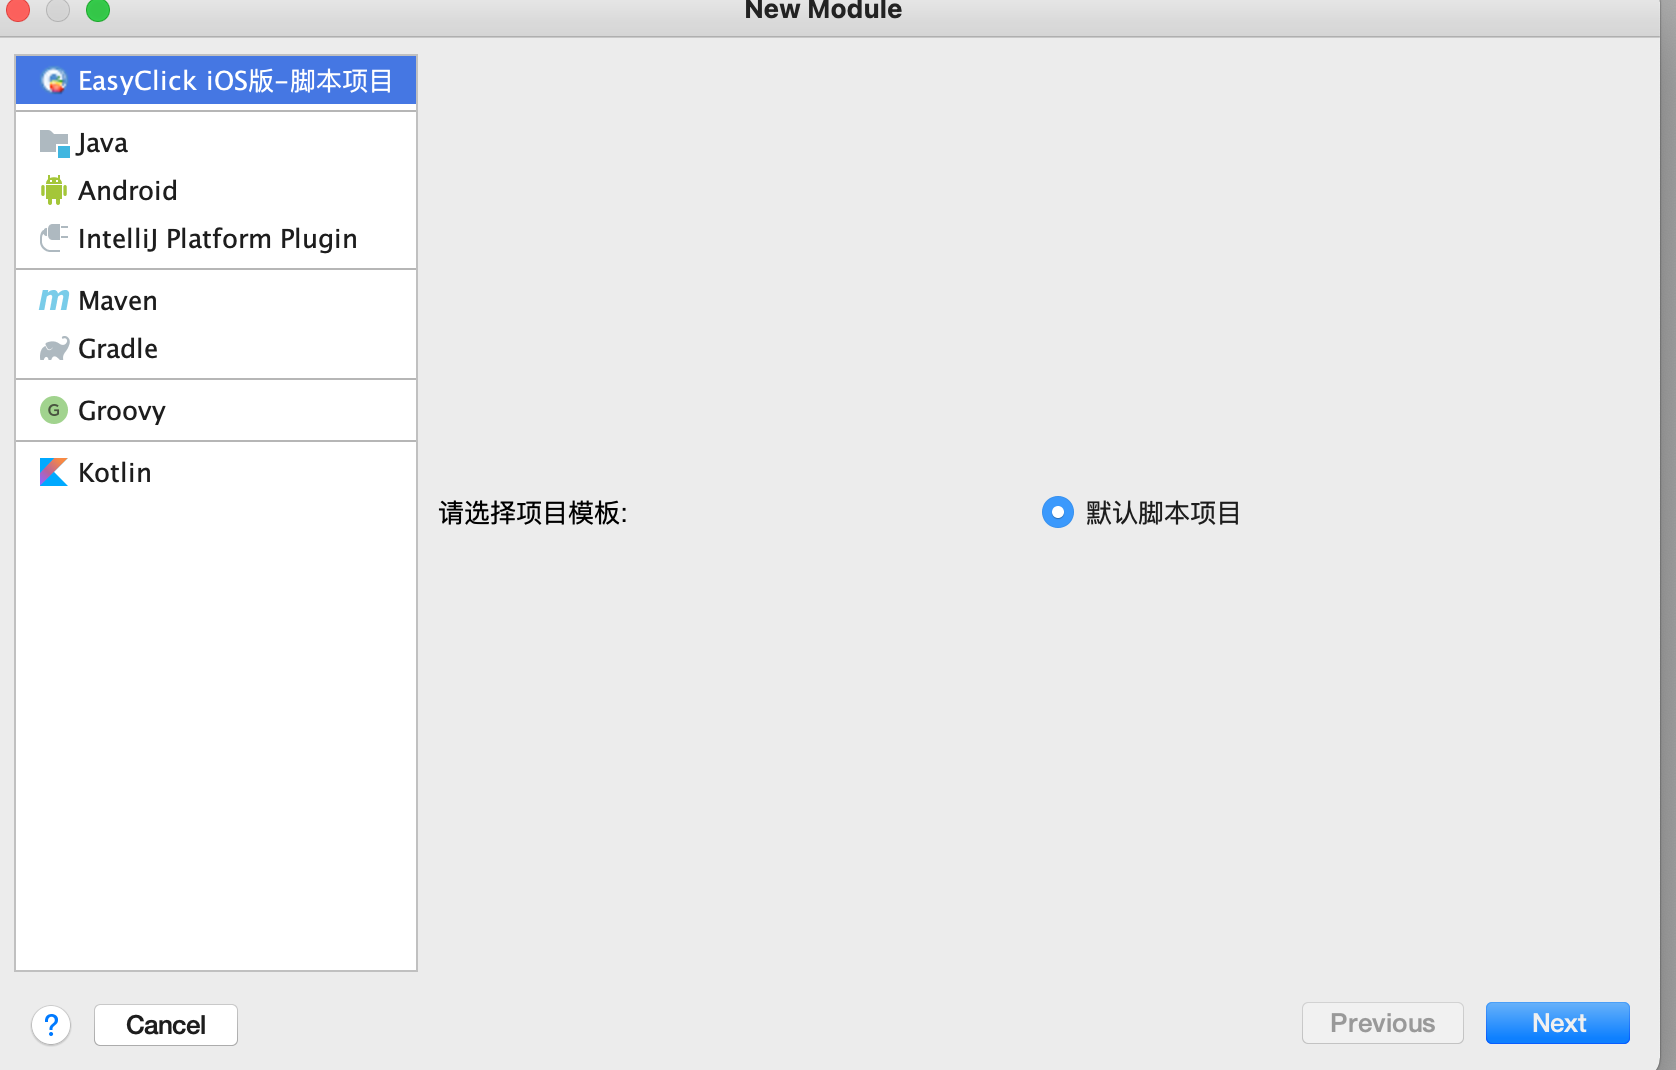 New Module
EasyClick iOS版-脚本项目
Java
Android
IntelliJ Platform Plugin
Maven
Gradle
G
Groovy
Kotlin
请选择项目模板:
默认脚本项目
?
Cancel
Previous
Next